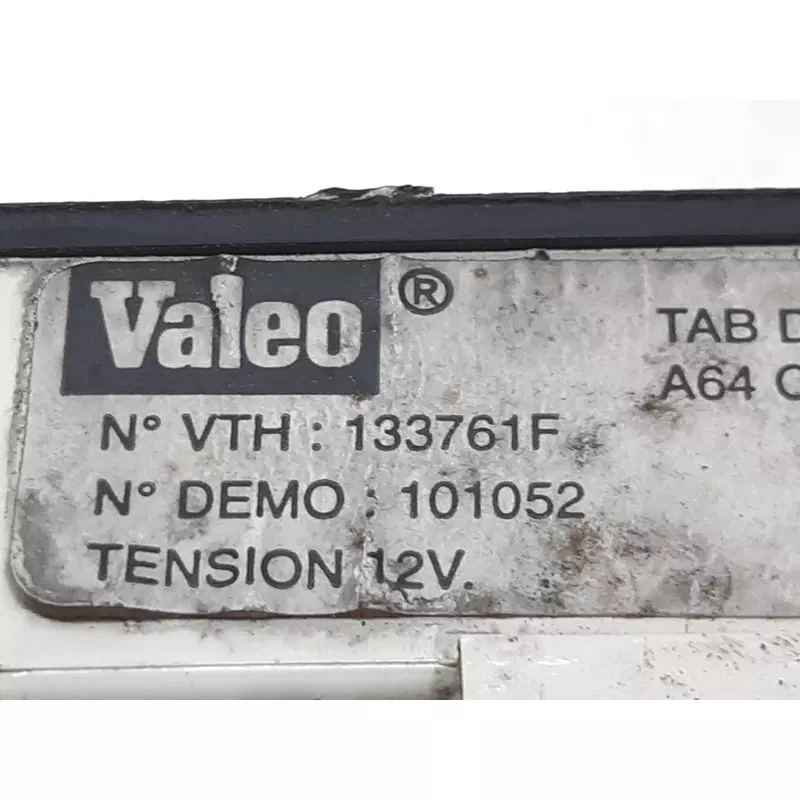 Valeo ®
TAB D
A64
N° VTH : 133761F
N° DEMO : 101052
TENSION 12V.